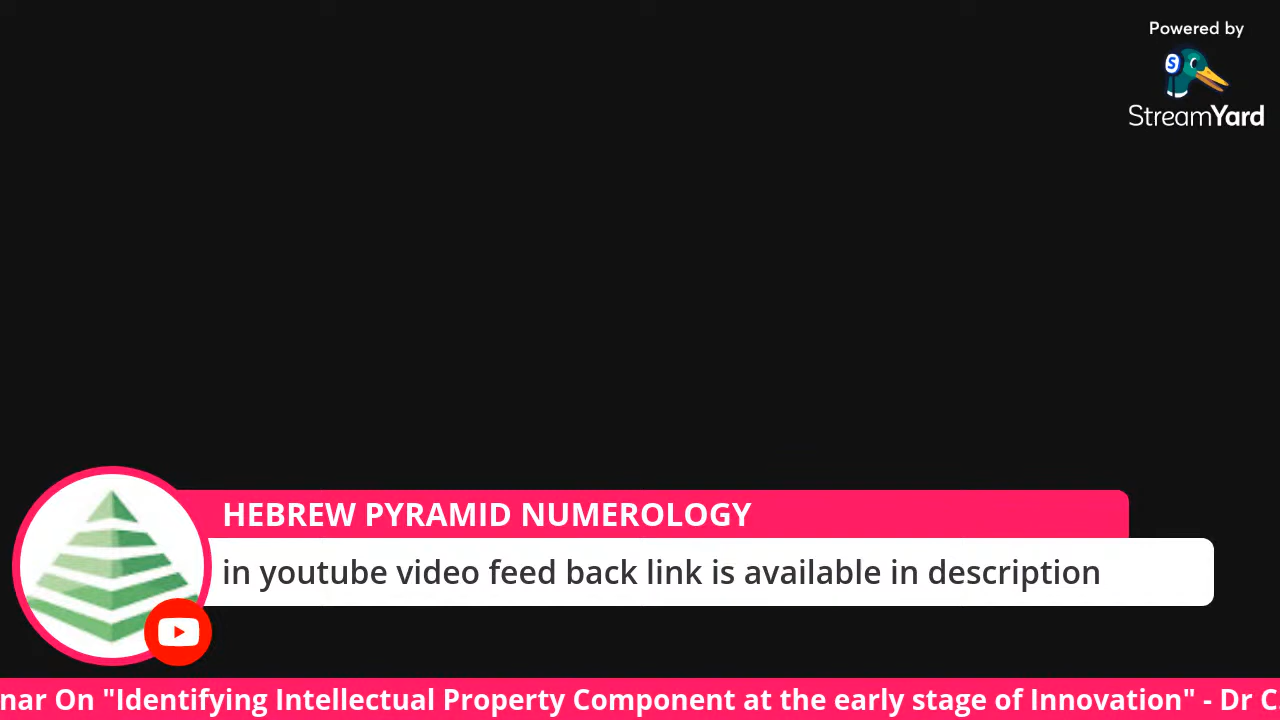 Powered by
S
StreamYard
HEBREW PYRAMID NUMEROLOGY
in youtube video feed back link is available in description
nar On "Identifying Intellectual Property Component at the early stage of Innovation" - Dr C.